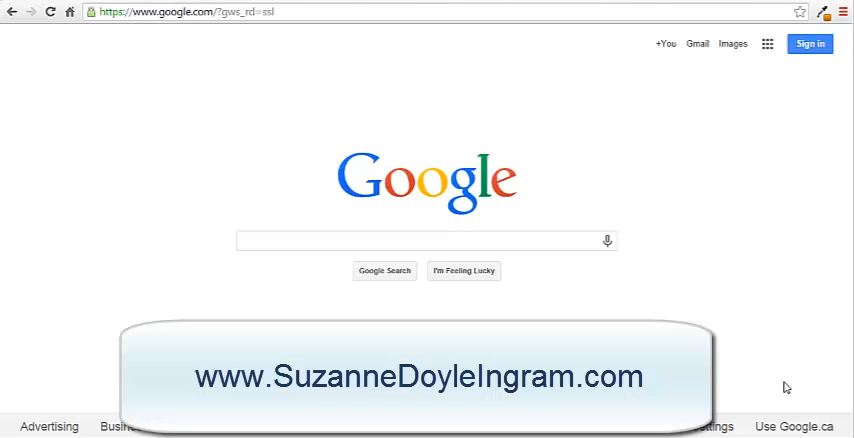 https://www.google.com/?gws_rd=ssl
+You Gmail Images Sign in
Google
Google Search I'm Feeling Lucky
www.SuzanneDoyleIngram.com
Advertising Use Google.ca